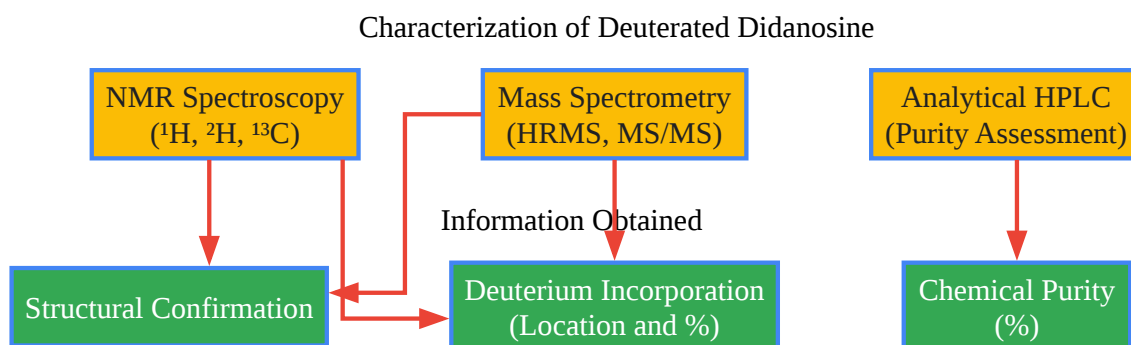 Characterization of Deuterated Didanosine
NMR Spectroscopy
(¹H, ²H, ¹³C)
Mass Spectrometry
(HRMS, MS/MS)
Analytical HPLC
(Purity Assessment)
Information Obtained
Structural Confirmation
Deuterium Incorporation
(Location and %)
Chemical Purity
(%)